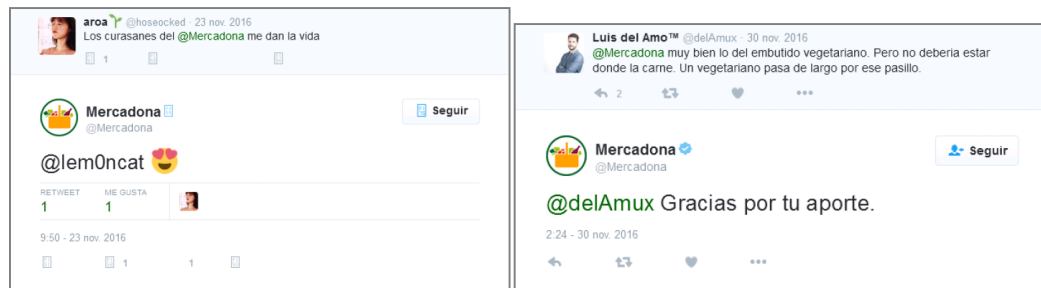 aroa @hoseocked · 23 nov. 2016
Los curasanes del @Mercadona me dan la vida
1
Mercadona
@Mercadona
Seguir
@lem0ncat
RETWEET ME GUSTA
1 1
9:50 - 23 nov. 2016
1 1
Luis del Amo™ @delAmux · 30 nov. 2016
@Mercadona muy bien lo del embutido vegetariano. Pero no deberia estar
donde la carne. Un vegetariano pasa de largo por ese pasillo.
2
Mercadona
@Mercadona
Seguir
@delAmux Gracias por tu aporte.
2:24 - 30 nov. 2016